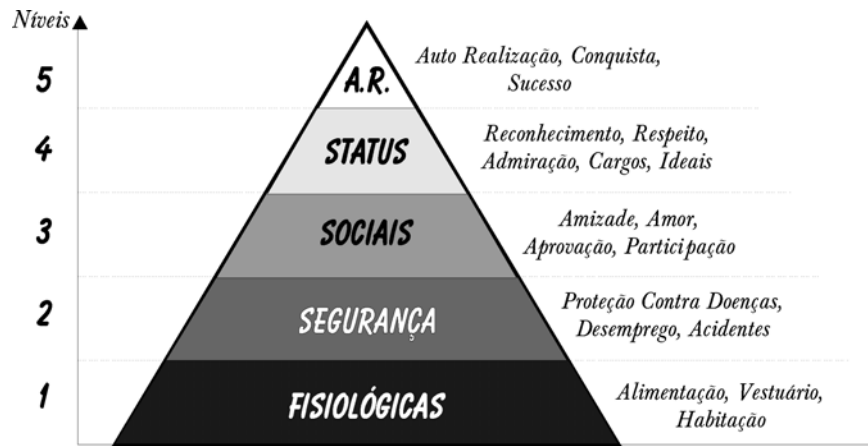 Níveis
5
A.R.
Auto Realização, Conquista,
Sucesso
4
STATUS
Reconhecimento, Respeito,
Admiração, Cargos, Ideais
3
SOCIAIS
Amizade, Amor,
Aprovação, Participação
2
SEGURANÇA
Proteção Contra Doenças,
Desemprego, Acidentes
1
FISIOLÓGICAS
Alimentação, Vestuário,
Habitação